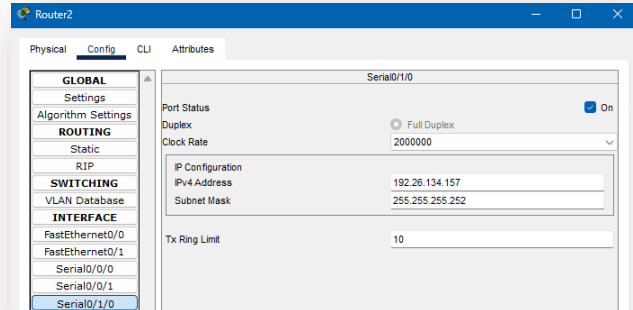 Router2
Physical Config CLI Attributes
GLOBAL
Settings
Algorithm Settings
ROUTING
Static
RIP
SWITCHING
VLAN Database
INTERFACE
FastEthernet0/0
FastEthernet0/1
Serial0/0/0
Serial0/0/1
Serial0/1/0
Serial0/1/0
Port Status On
Duplex Full Duplex
Clock Rate 2000000
IP Configuration
IPv4 Address 192.26.134.157
Subnet Mask 255.255.255.252
Tx Ring Limit 10